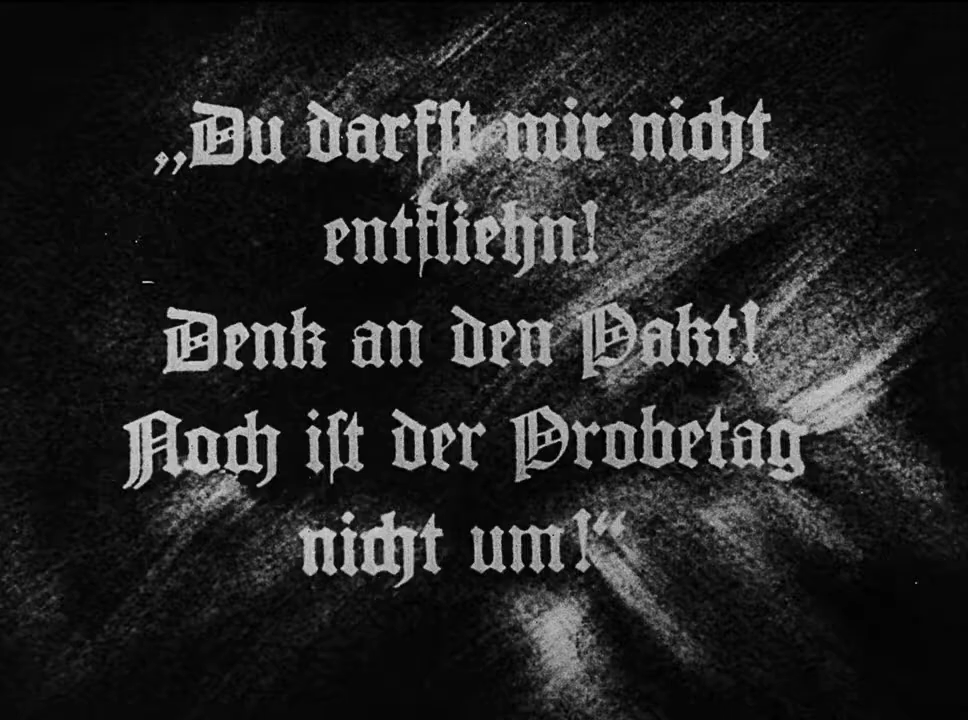 „Du darfſt mir nicht
entfliehn!
Denk an den Pakt!
Noch iſt der Probetag
nicht um!“